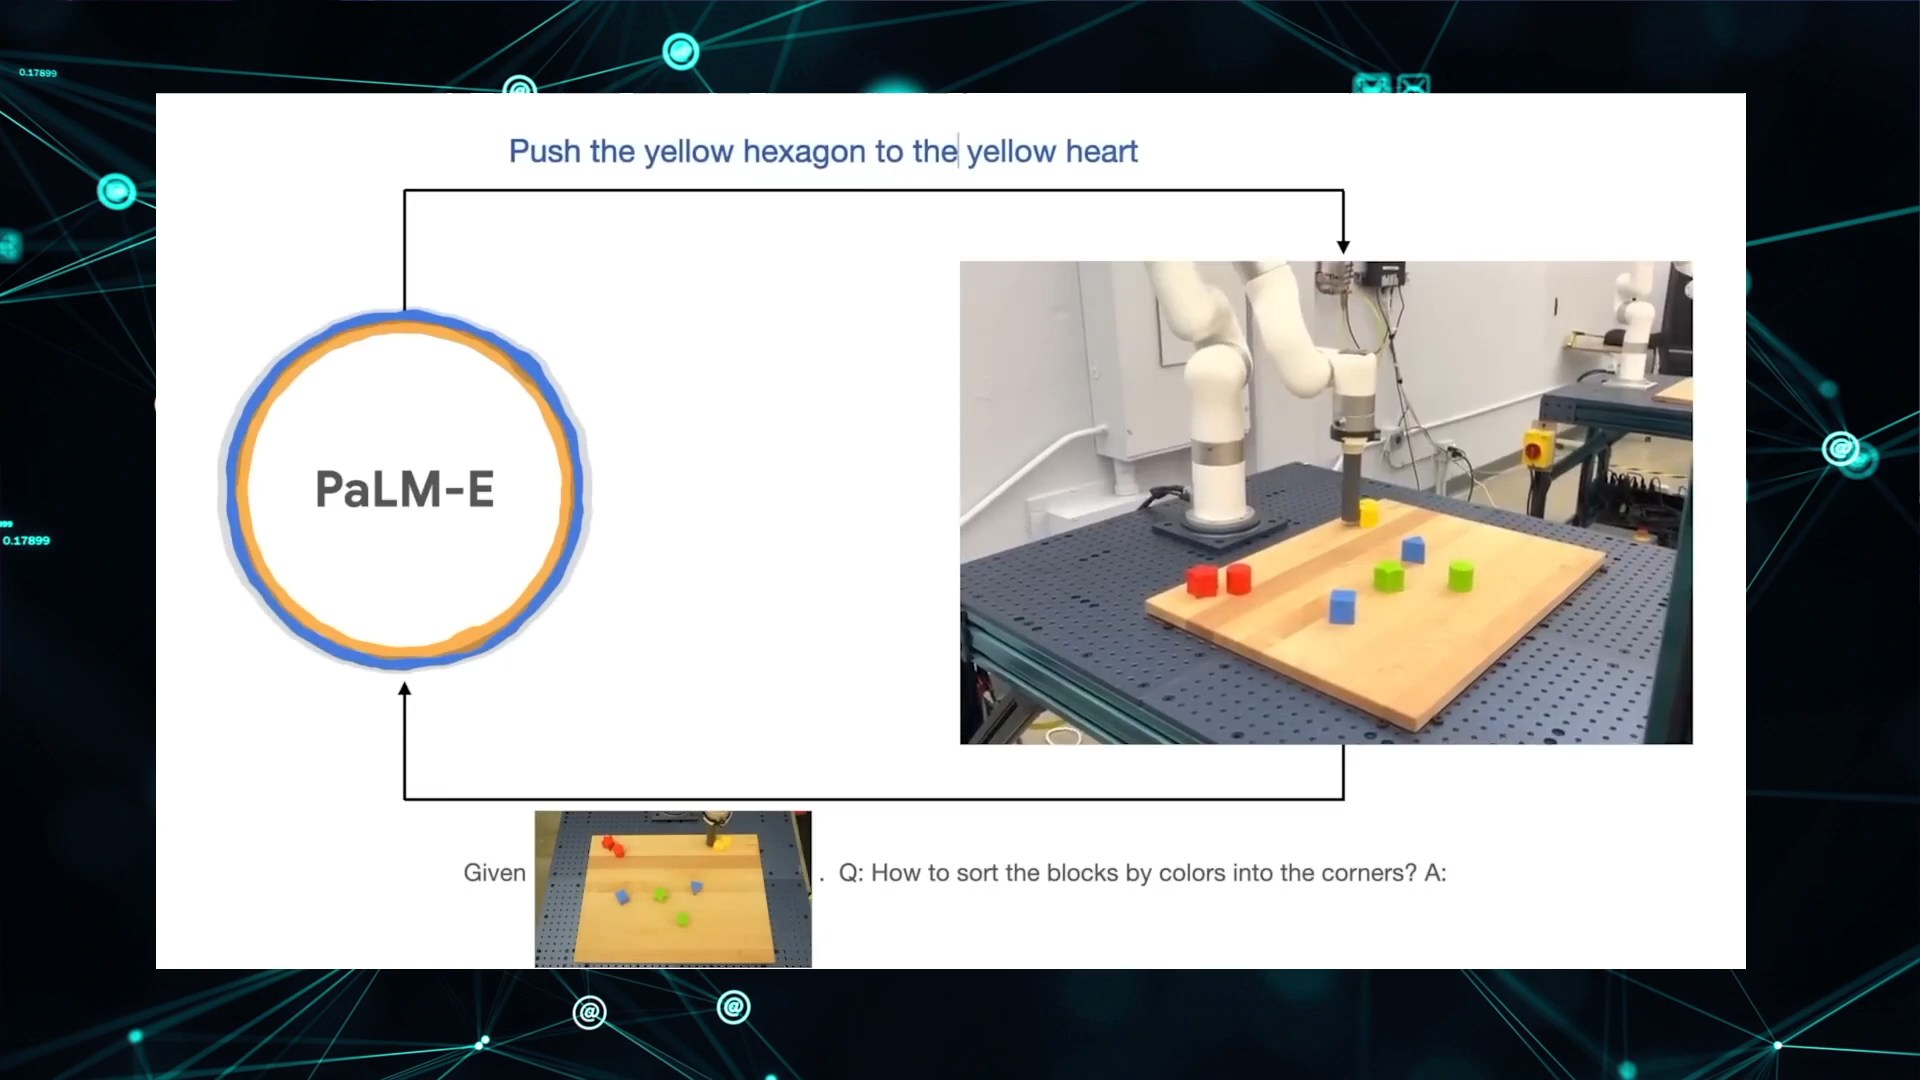 0.17899
Push the yellow hexagon to the yellow heart
PaLM-E
999
0.17899
Given . Q: How to sort the blocks by colors into the corners? A: